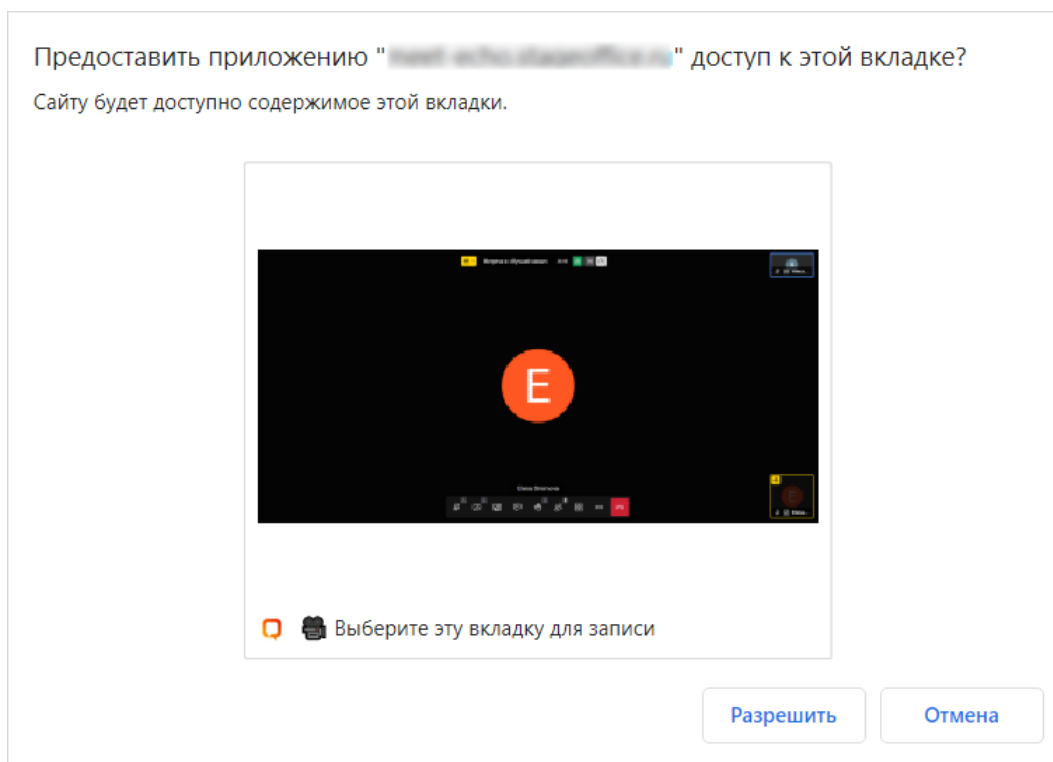 Предоставить приложению "" доступ к этой вкладке?
Сайту будет доступно содержимое этой вкладки.
E
Выберите эту вкладку для записи
Разрешить
Отмена